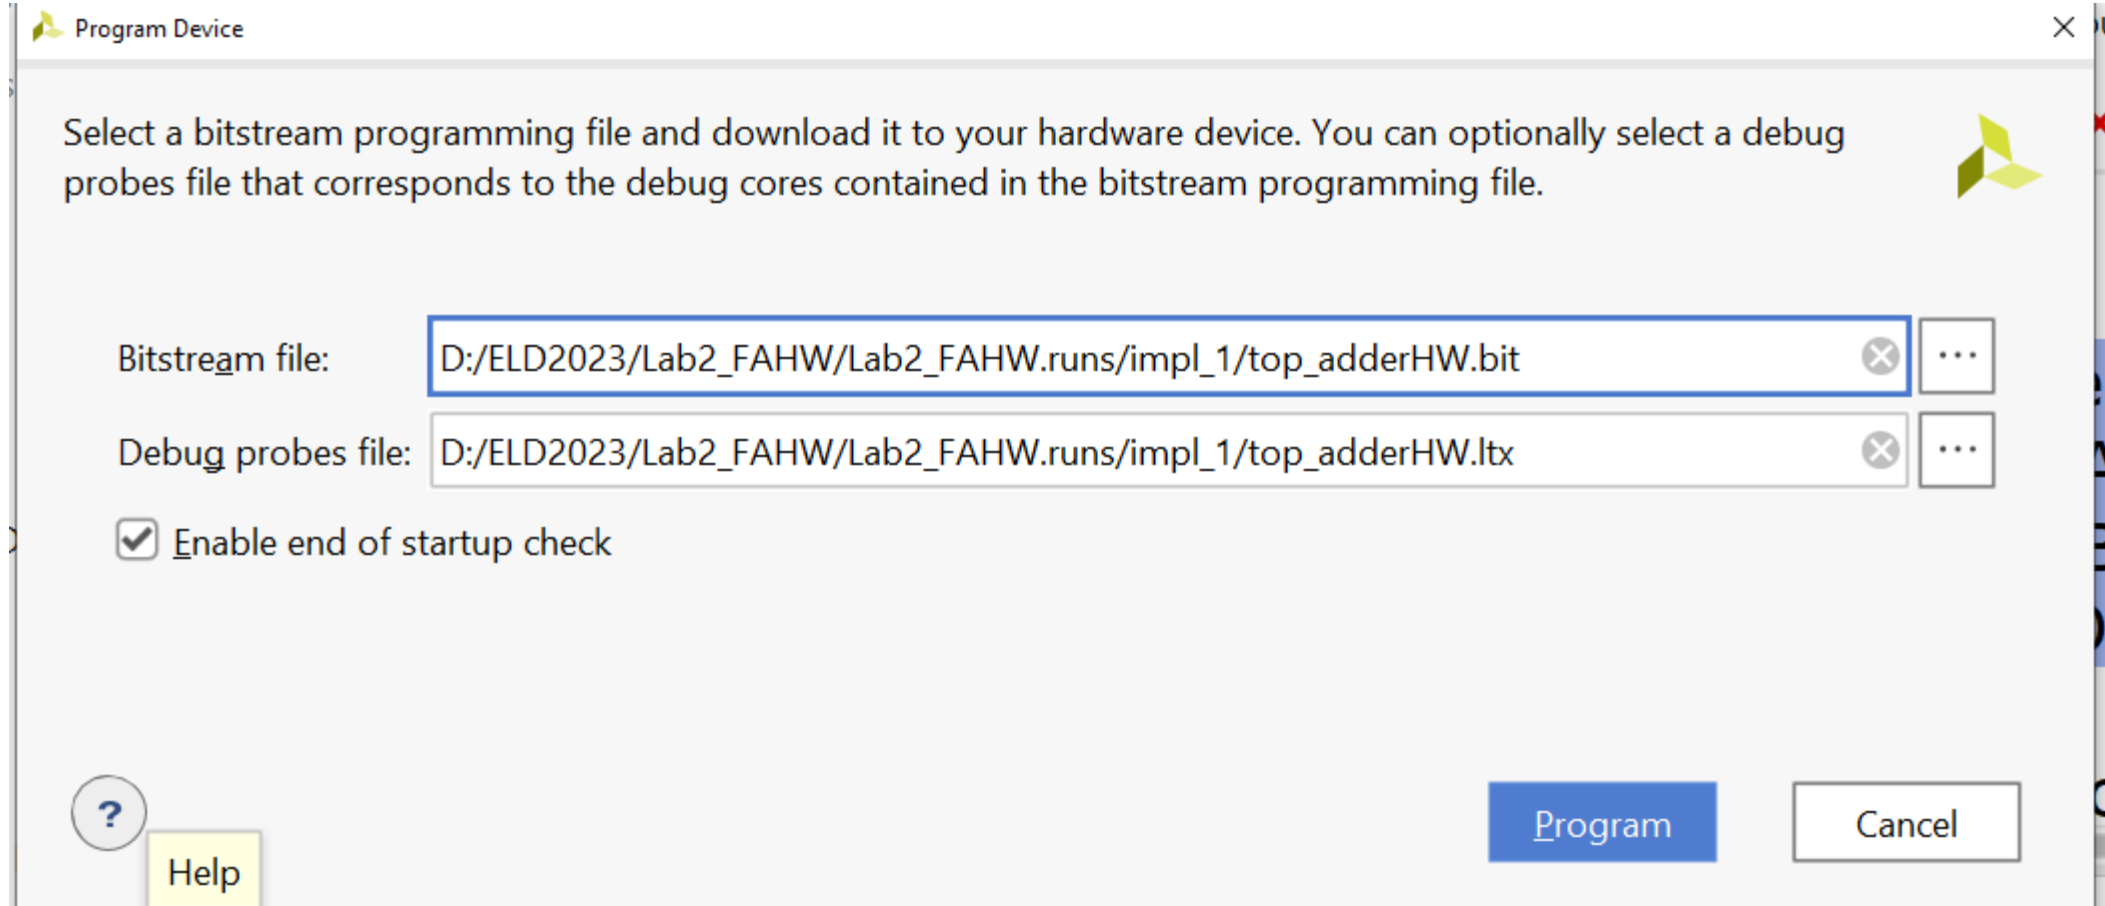 Program Device
Select a bitstream programming file and download it to your hardware device. You can optionally select a debug
probes file that corresponds to the debug cores contained in the bitstream programming file.
Bitstream file: D:/ELD2023/Lab2_FAHW/Lab2_FAHW.runs/impl_1/top_adderHW.bit ...
Debug probes file: D:/ELD2023/Lab2_FAHW/Lab2_FAHW.runs/impl_1/top_adderHW.ltx ...
Enable end of startup check
?
Program Cancel
Help